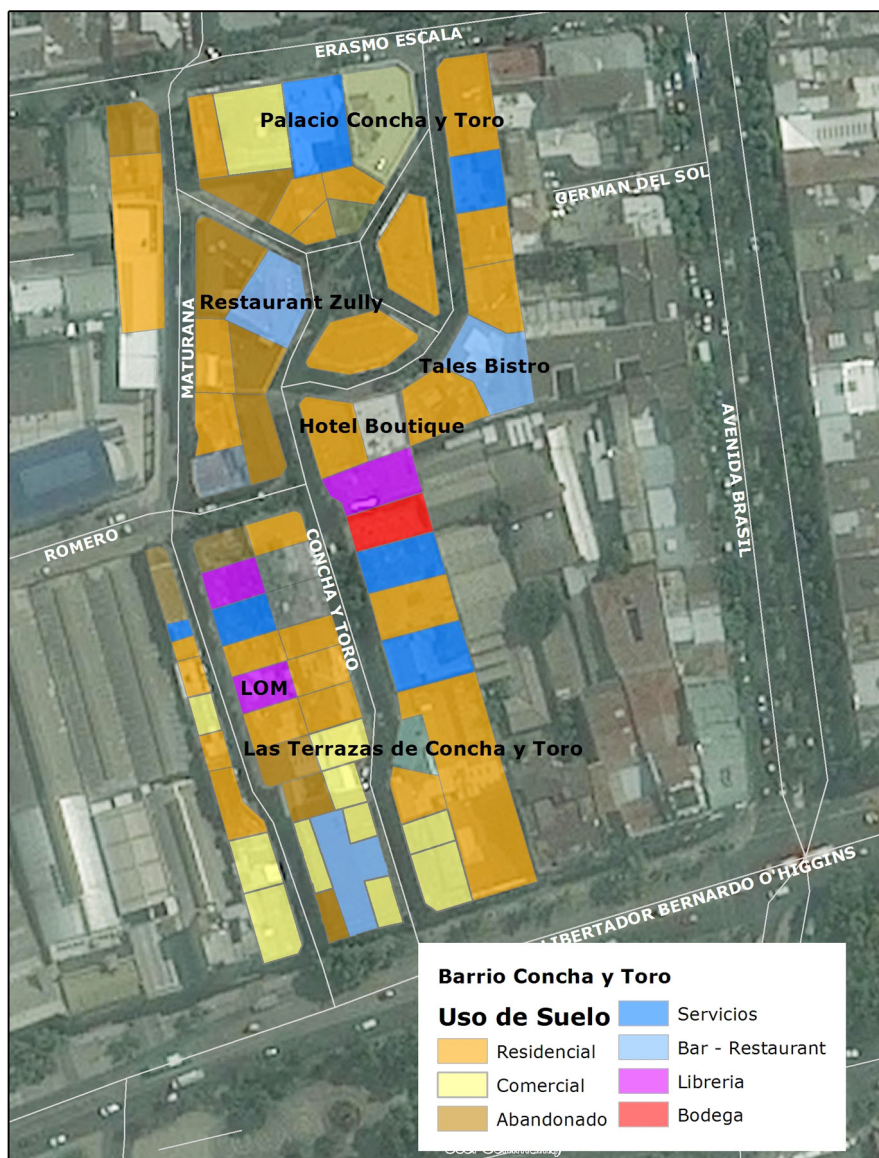 ERASMO ESCALA
Palacio Concha y Toro
GERMAN DEL SOL
Restaurant Zully
MATURANA
Tales Bistro
Hotel Boutique
AVENIDA BRASIL
ROMERO
CONCHA Y TORO
LOM
Las Terrazas de Concha y Toro
LIBERTADOR BERNARDO O'HIGGINS
Barrio Concha y Toro
Uso de Suelo
Residencial
Comercial
Abandonado
Servicios
Bar - Restaurant
Libreria
Bodega